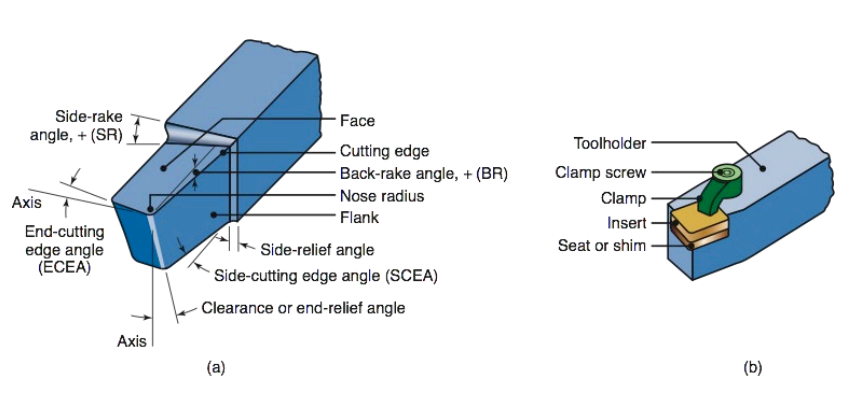 Side-rake
angle, + (SR)
Face
Cutting edge
Back-rake angle, + (BR)
Nose radius
Flank
Axis
End-cutting
edge angle
(ECEA)
Side-relief angle
Side-cutting edge angle (SCEA)
Clearance or end-relief angle
Axis
(a)
Toolholder
Clamp screw
Clamp
Insert
Seat or shim
(b)